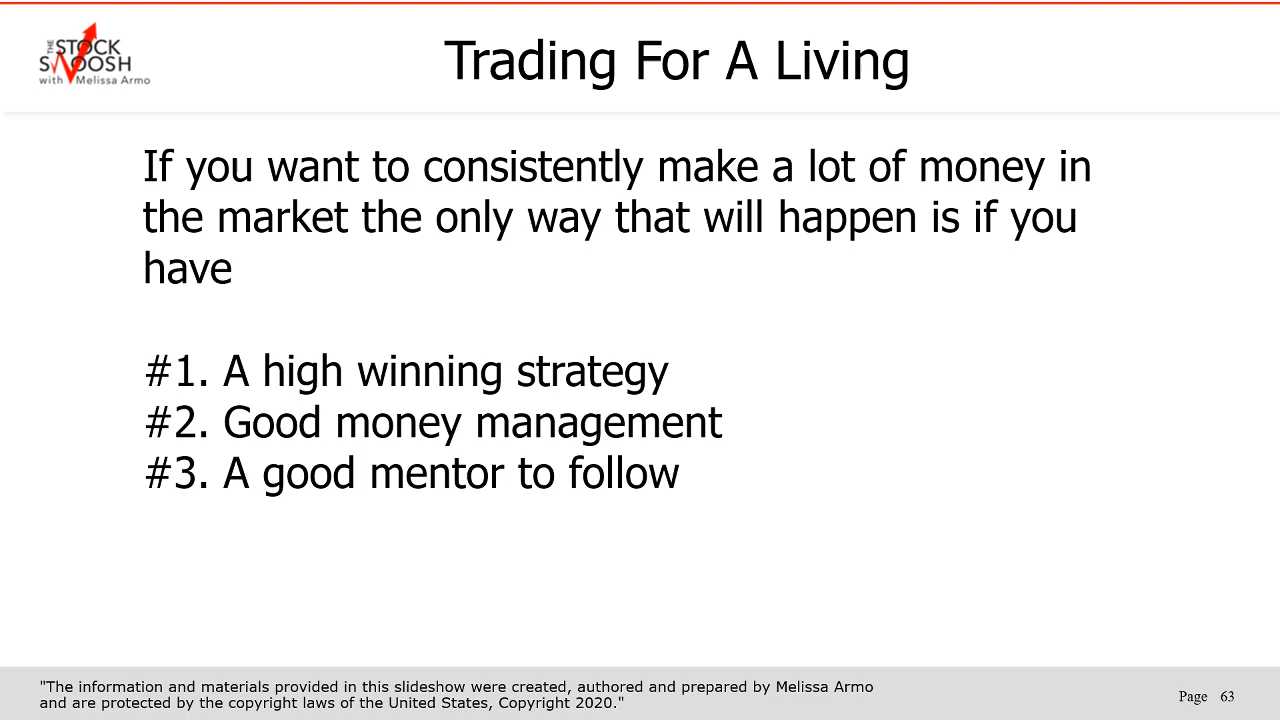 THE
STOCK
SWOOSH
with Melissa Armo
Trading For A Living
If you want to consistently make a lot of money in
the market the only way that will happen is if you
have
#1. A high winning strategy
#2. Good money management
#3. A good mentor to follow
"The information and materials provided in this slideshow were created, authored and prepared by Melissa Armo
and are protected by the copyright laws of the United States, Copyright 2020."
Page 63